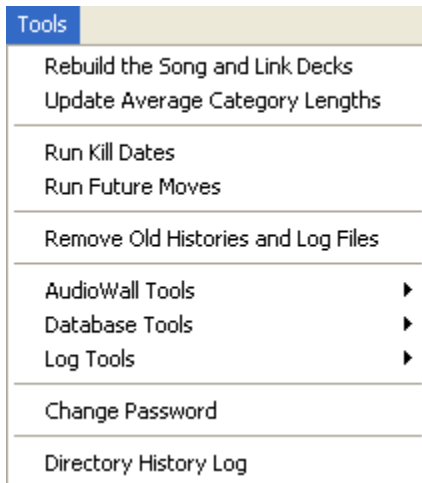 Tools
Rebuild the Song and Link Decks
Update Average Category Lengths
Run Kill Dates
Run Future Moves
Remove Old Histories and Log Files
AudioWall Tools
Database Tools
Log Tools
Change Password
Directory History Log